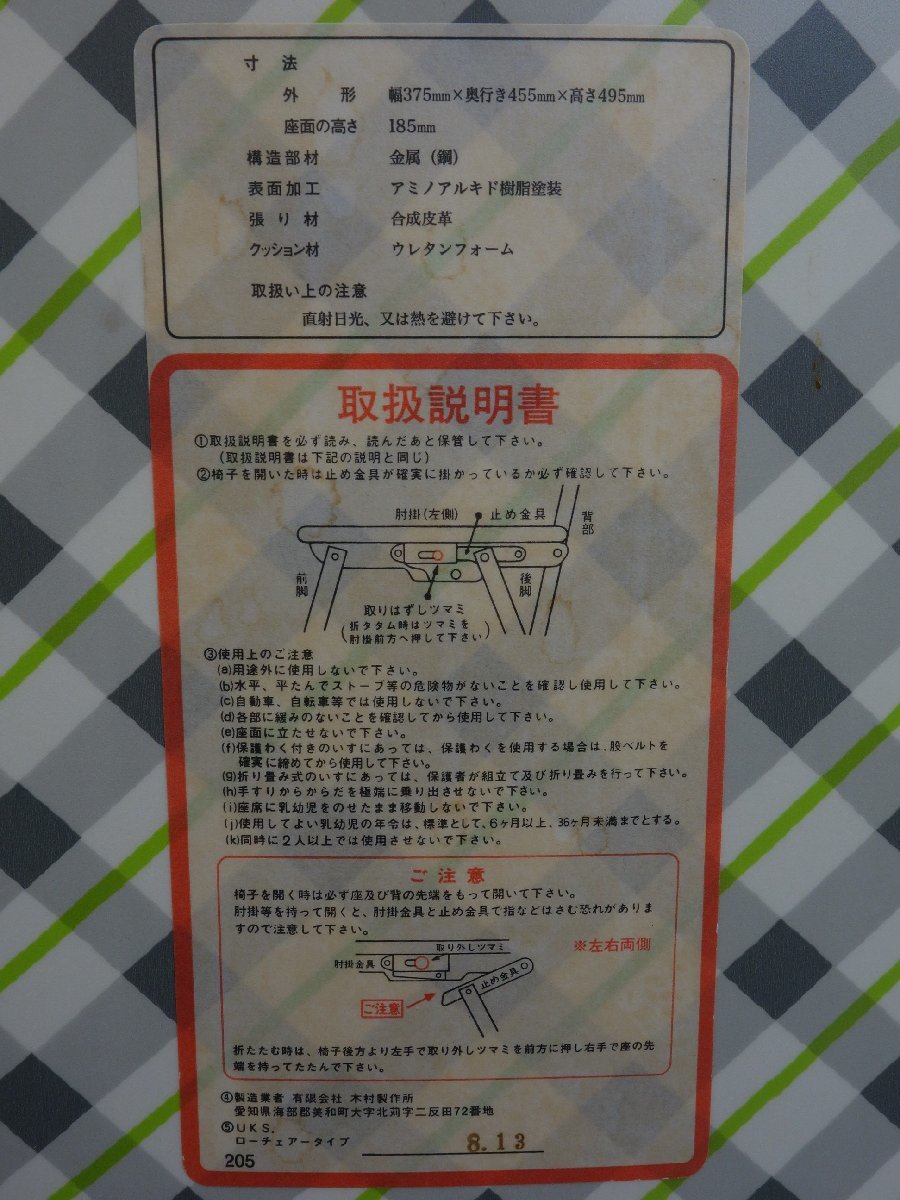 寸法
外形 幅375mm×奥行き455mm×高さ495mm
座面の高さ 185mm
構造部材 金属(鋼)
表面加工 アミノアルキド樹脂塗装
張り材 合成皮革
クッション材 ウレタンフォーム
取扱い上の注意
直射日光、又は熱を避けて下さい。
取扱説明書
①取扱説明書を必ず読み、読んだあと保管して下さい。
(取扱説明書は下記の説明と同じ)
②椅子を開いた時は止め金具が確実に掛かっているか必ず確認して下さい。
肘掛(左側) 止め金具
背部
前脚
後脚
取りはずしツマミ
(折タタム時はツマミを
肘掛前方へ押して下さい)
③使用上のご注意
(a)用途外に使用しないで下さい。
(b)水平、平たんでストーブ等の危険物がないことを確認し使用して下さい。
(c)自動車、自転車等では使用しないで下さい。
(d)各部に緩みのないことを確認してから使用して下さい。
(e)座面に立たせないで下さい。
(f)保護わく付きのいすにあっては、保護わくを使用する場合は、股ベルトを
確実に締めてから使用して下さい。
(g)折り畳み式のいすにあっては、保護者が組立て及び折り畳みを行って下さい。
(h)手すりからからだを極端に乗り出させないで下さい。
(i)座席に乳幼児をのせたまま移動しないで下さい。
(j)使用してよい乳幼児の年令は、標準として、6ヶ月以上、36ヶ月未満までとする。
(k)同時に2人以上では使用させないで下さい。
ご注意
椅子を開く時は必ず座及び背の先端をもって開いて下さい。
肘掛等を持って開くと、肘掛金具と止め金具で指などはさむ恐れがありま
すので注意して下さい。
取り外しツマミ
※左右両側
肘掛金具
止め金具
ご注意
折たたむ時は、椅子後方より左手で取り外しツマミを前方に押し右手で座の先
端を持ってたたんで下さい。
④製造業者 有限会社 木村製作所
愛知県海部郡美和町大字北苅字二反田72番地
⑤UKS.
ローチェアータイプ 8.13
205